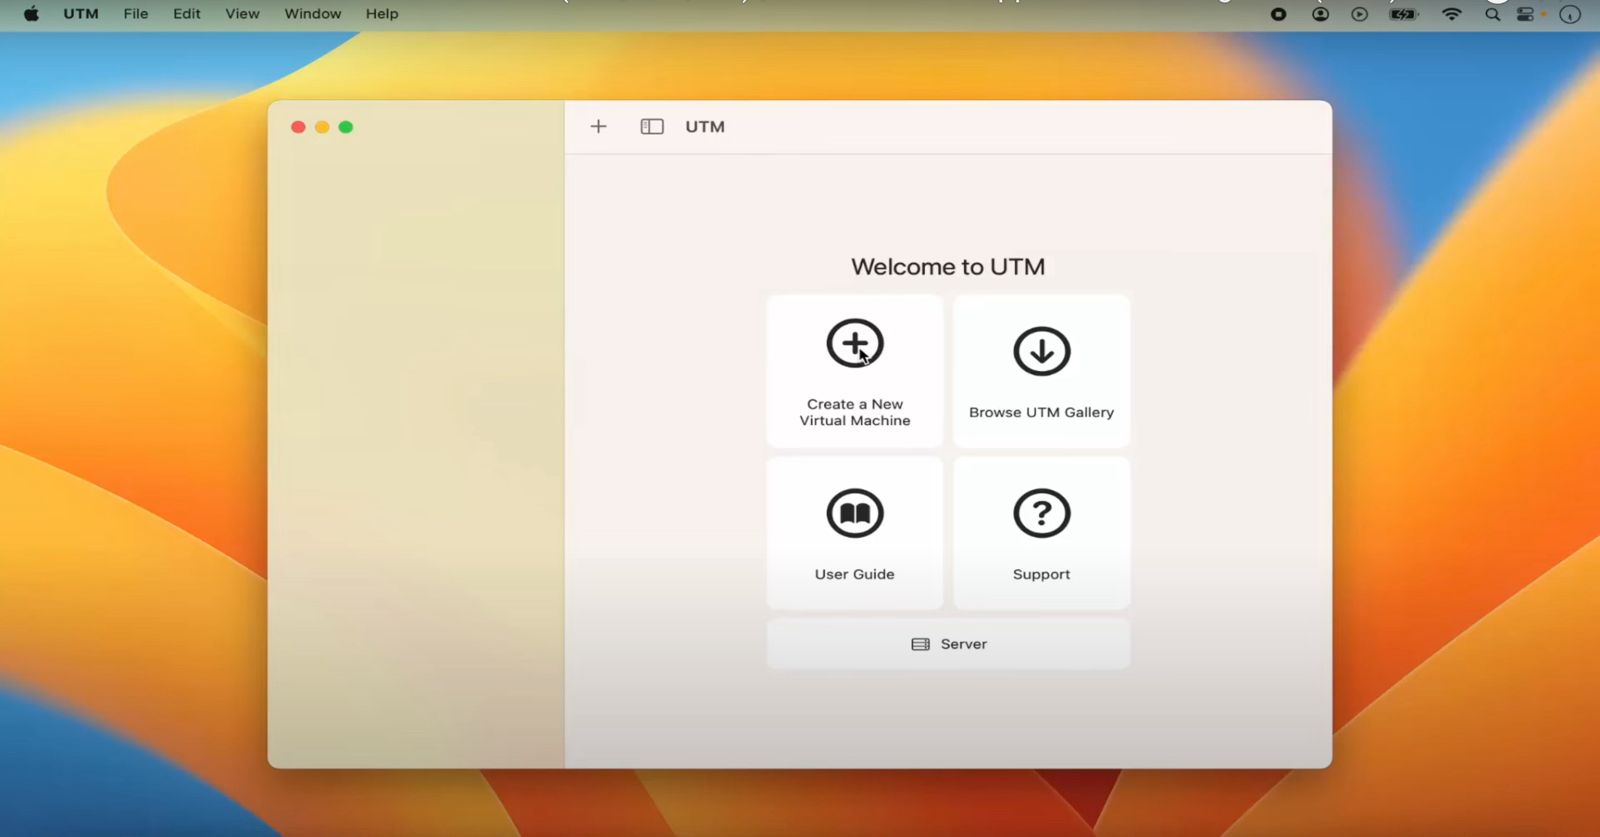 UTM File Edit View Window Help
UTM
Welcome to UTM
Create a New
Virtual Machine
Browse UTM Gallery
User Guide
Support
Server